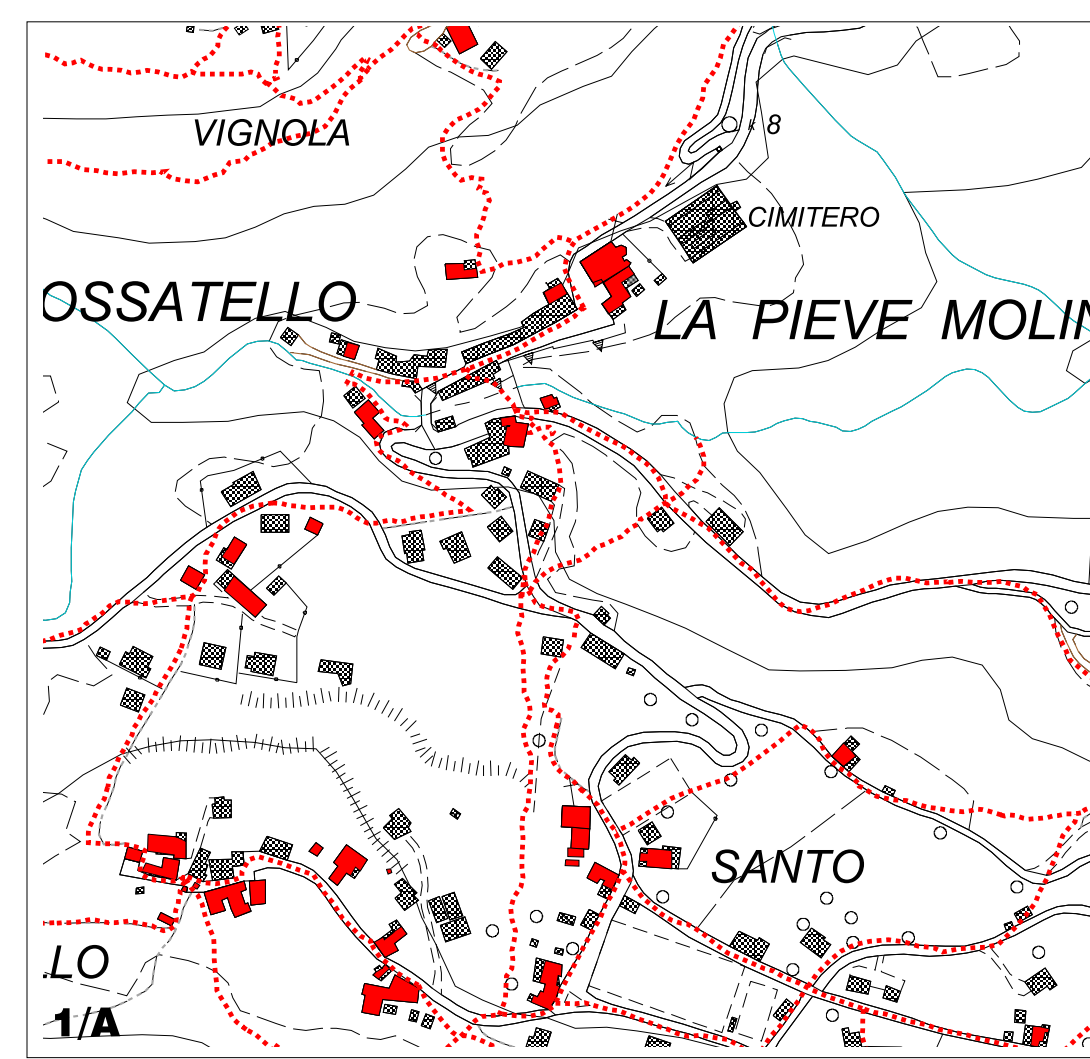 VIGNOLA
8
CIMITERO
OSSATELLO
LA PIEVE MOLIN
SANTO
.LO
1/A